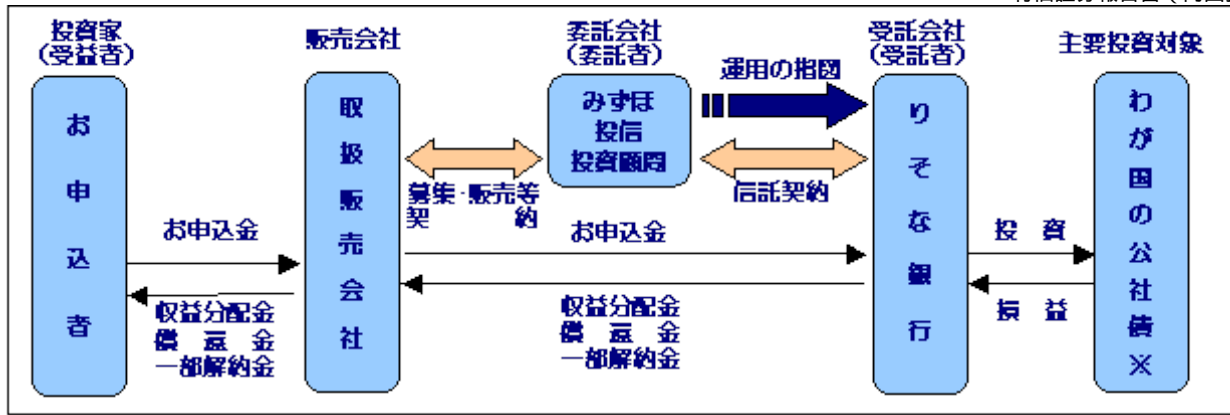 投資家
(受益者)
お申込者
お申込金
収益分配金
償還金
一部解約金
販売会社
取扱販売会社
募集・販売等
契約
委託会社
(委託者)
みずほ
投信
投資顧問
運用の指図
信託契約
お申込金
収益分配金
償還金
一部解約金
受託会社
(受託者)
りそな銀行
投資
損益
主要投資対象
わが国の公社債※